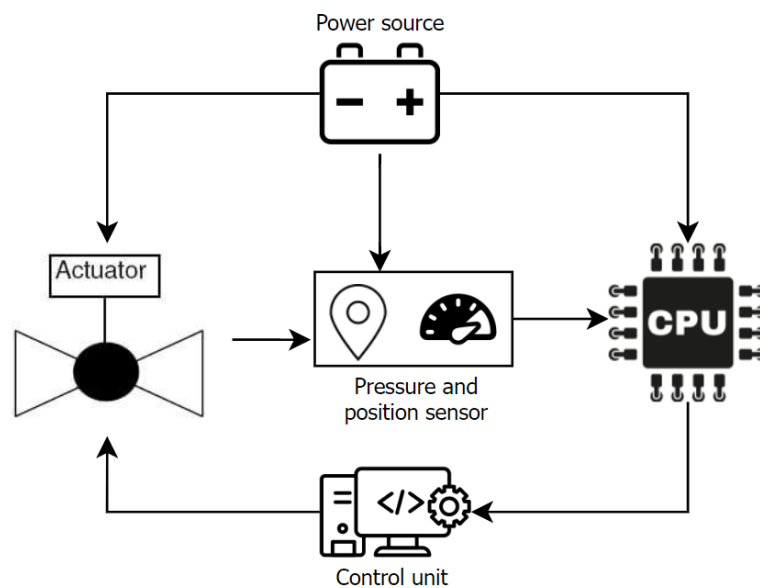 Power source
Actuator
CPU
Pressure and
position sensor
</>
Control unit